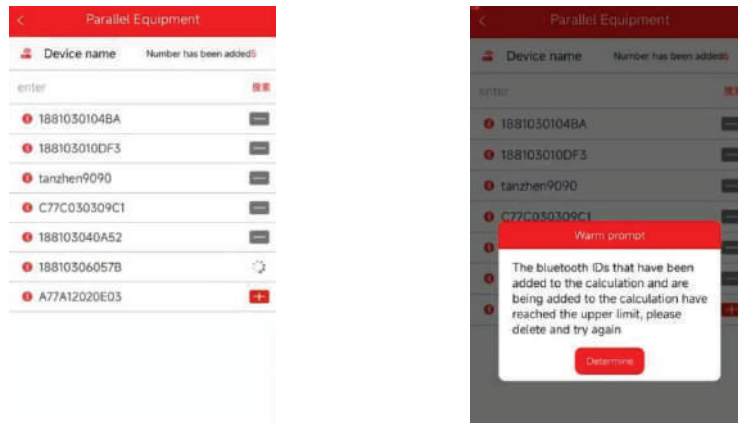 Parallel Equipment
Device name Number has been added5
enter 搜索
1881030104BA
188103010DF3
tanzhen9090
C77C030309C1
188103040A52
18810306057B
A77A12020E03
Parallel Equipment
Device name Number has been added
enter
1881030104BA
188103010DF3
tanzhen9090
C77C030309C1
Warm prompt
The bluetooth IDs that have been
added to the calculation and are
being added to the calculation have
reached the upper limit, please
delete and try again
Determine